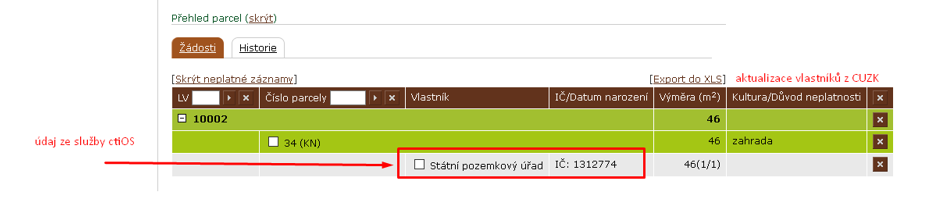 Přehled parcel (skrýt)
Žádosti Historie
[Skrýt neplatné záznamy] [Export do XLS] aktualizace vlastníků z CUZK
LV Číslo parcely Vlastník IČ/Datum narození Výměra (m²) Kultura/Důvod neplatnosti
10002 46
34 (KN) 46 zahrada
údaj ze služby ctiOS
Státní pozemkový úřad IČ: 1312774 46(1/1)